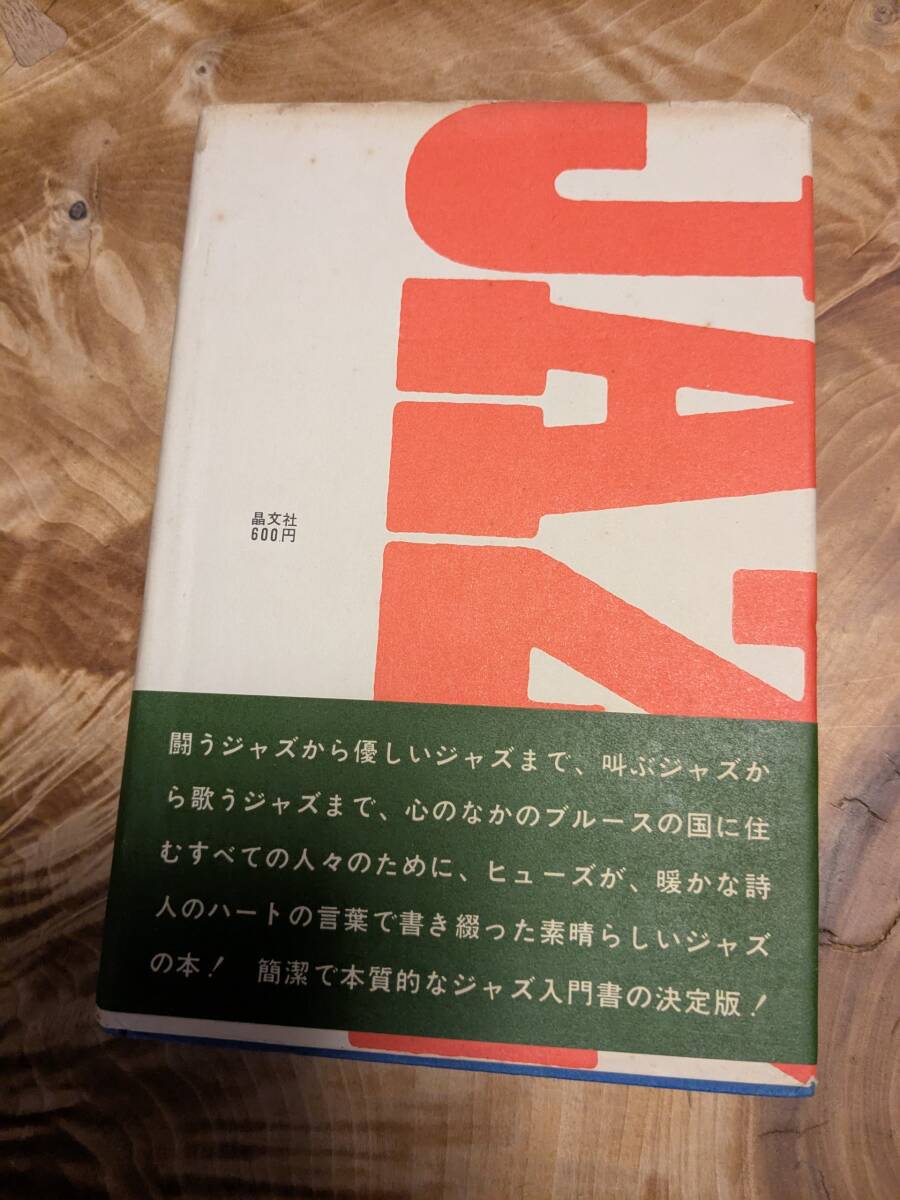 JAZZ
晶文社
600円
闘うジャズから優しいジャズまで、叫ぶジャズか
ら歌うジャズまで、心のなかのブルースの国に住
むすべての人々のために、ヒューズが、暖かな詩
人のハートの言葉で書き綴った素晴らしいジャズ
の本！　簡潔で本質的なジャズ入門書の決定版！